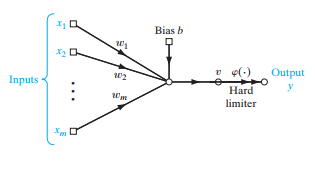 x₁
Bias b
w₁
x₂
w₂
v φ(·) Output
Inputs
y
Hard
limiter
wₘ
xₘ